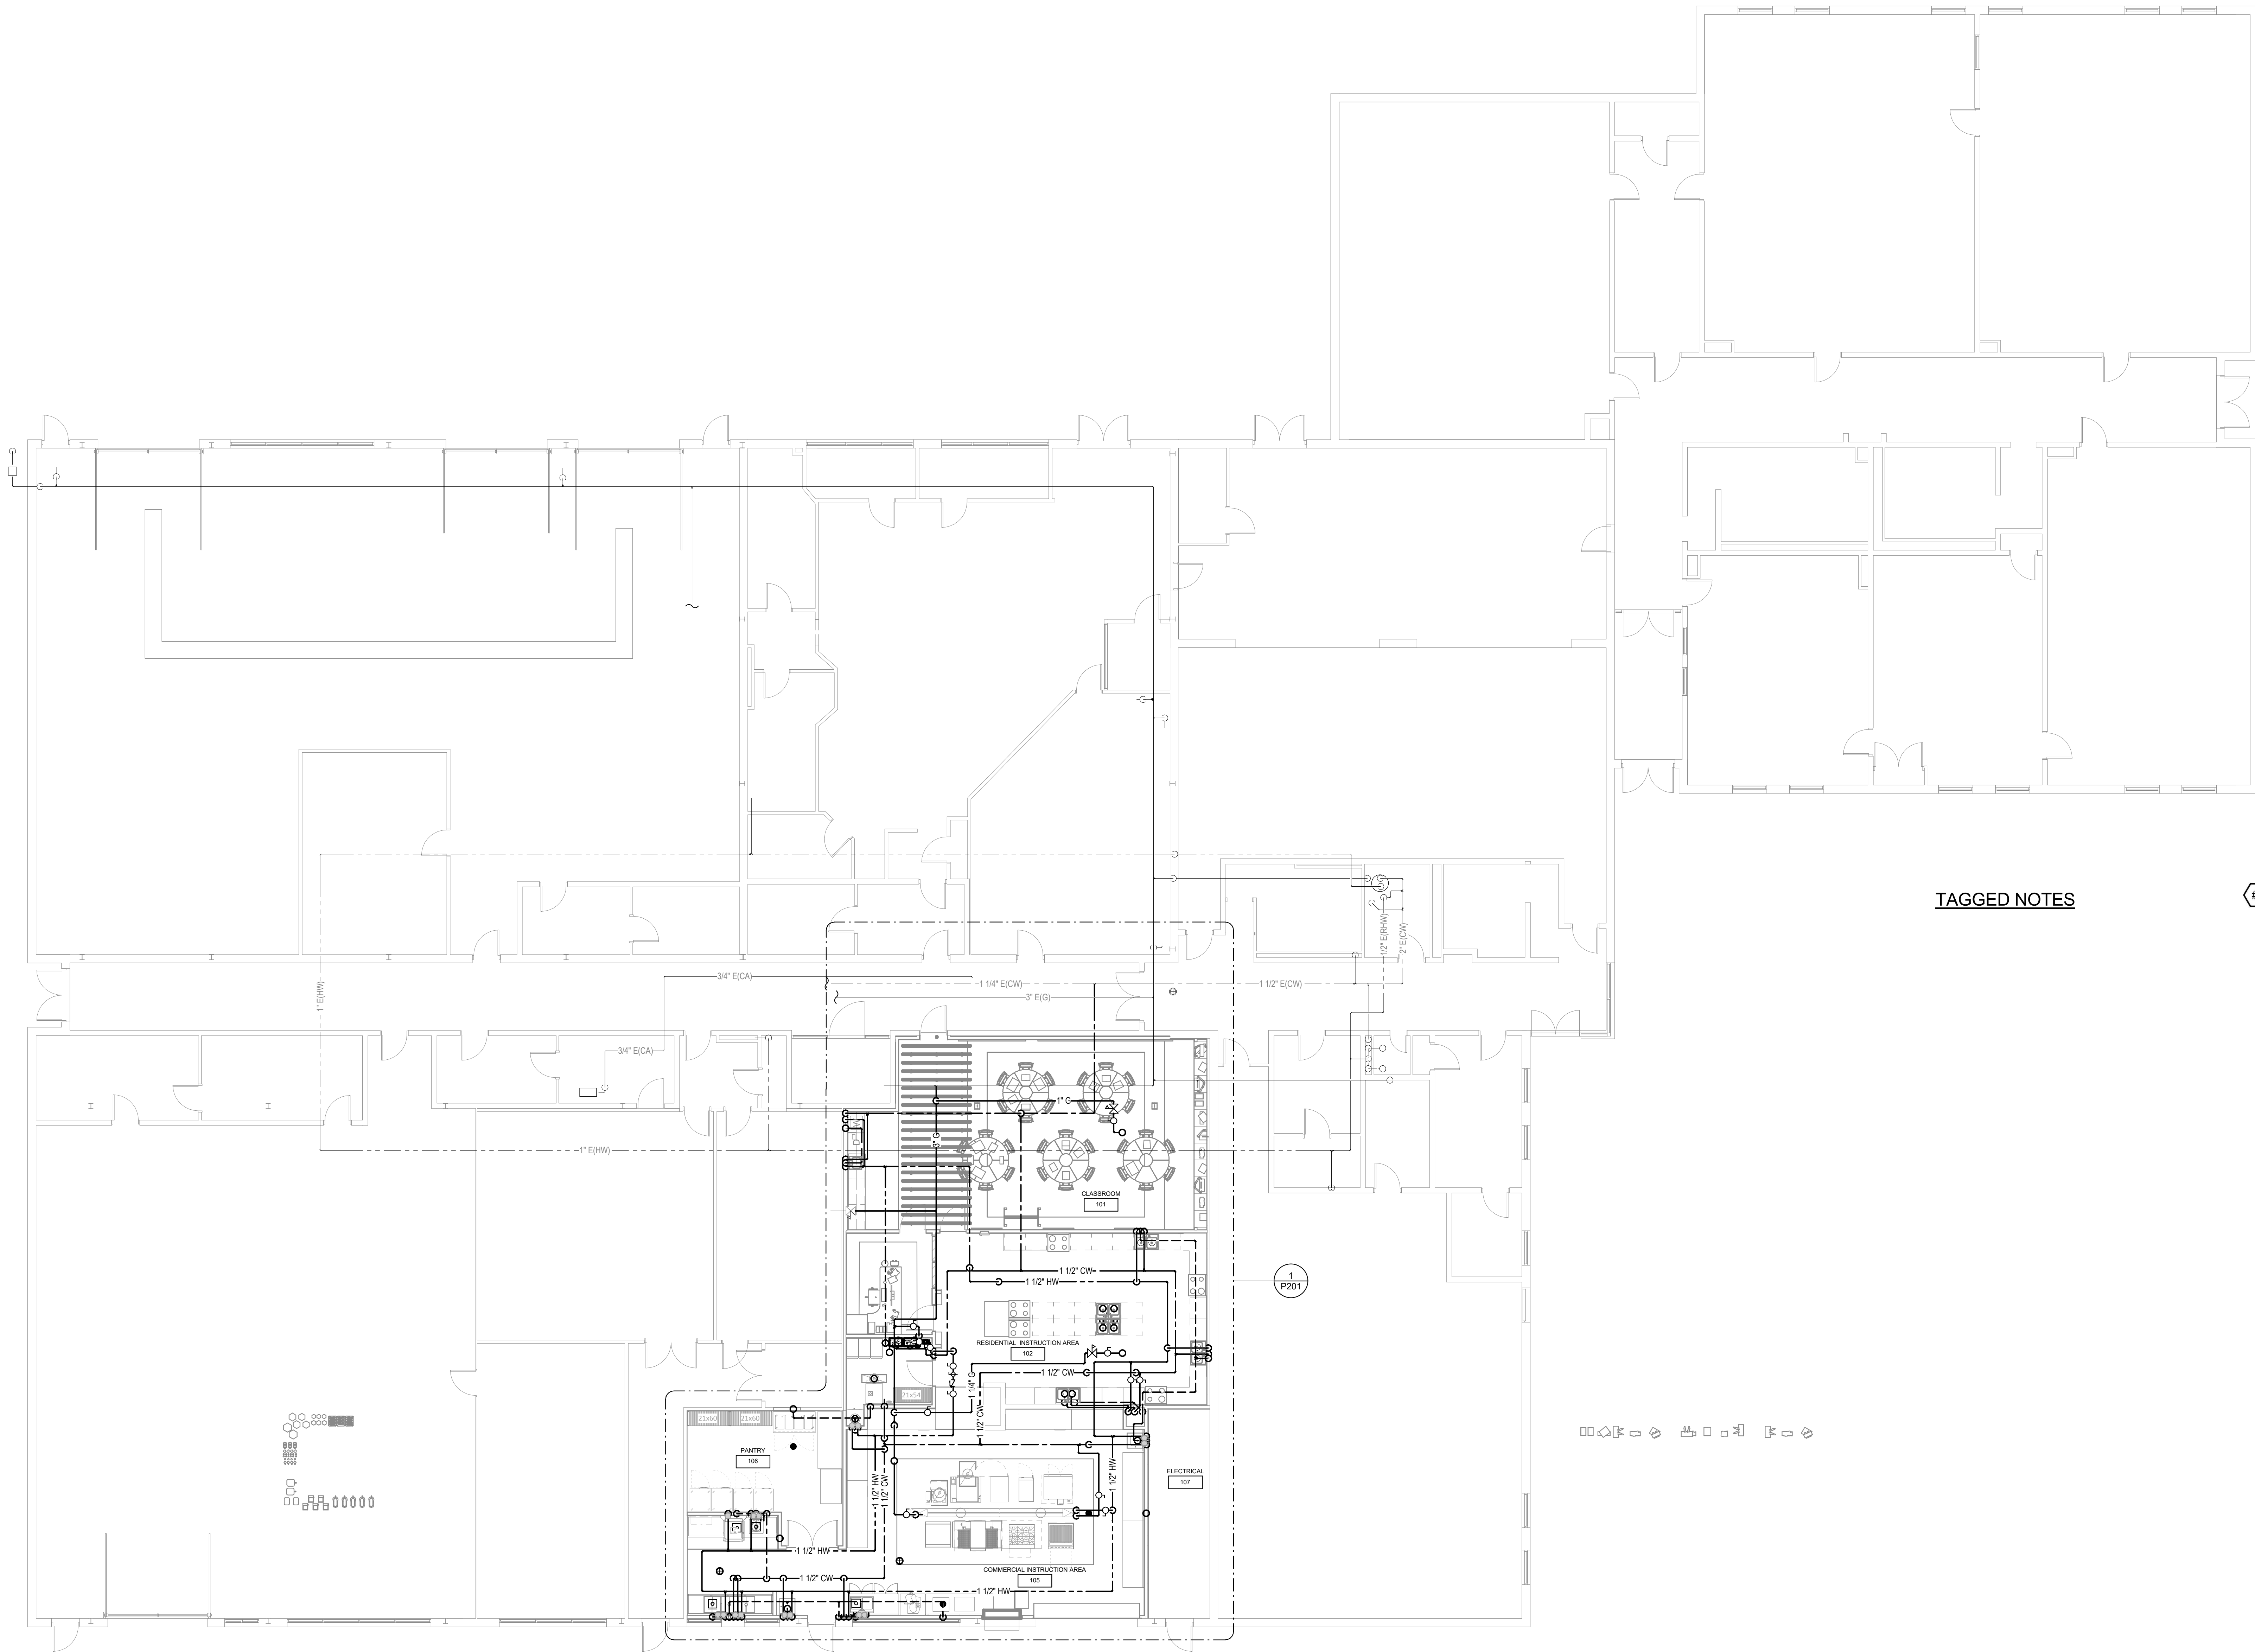 TAGGED NOTES
#
1/2" E(RHW)
2" E(CW)
3/4" E(CA)
1 1/4" E(CW)
1 1/2" E(CW)
3" E(G)
1" E(HW)
3/4" E(CA)
1" G
3" G
1" E(HW)
CLASSROOM
101
1
P201
1 1/2" CW
1 1/2" HW
RESIDENTIAL INSTRUCTION AREA
102
1 1/2" CW
1 1/4" G
21x54
21x60
21x60
1 1/2" CW
PANTRY
106
1 1/2" HW
1 1/2" CW
1 1/2" HW
ELECTRICAL
107
1 1/2" HW
COMMERCIAL INSTRUCTION AREA
105
1 1/2" CW
1 1/2" HW